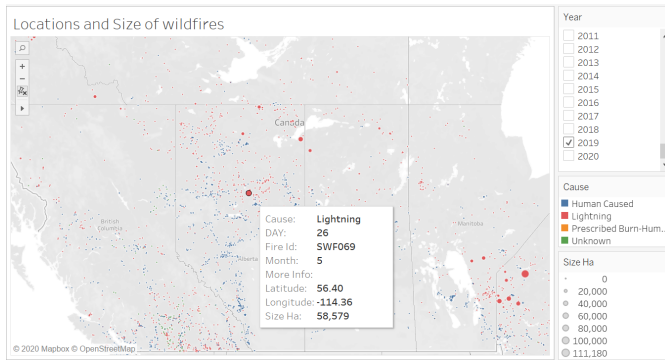 Locations and Size of wildfires
Canada
British
Columbia
Alberta
Manitoba
Cause: Lightning
DAY: 26
Fire Id: SWF069
Month: 5
More Info:
Latitude: 56.40
Longitude: -114.36
Size Ha: 58,579
© 2020 Mapbox © OpenStreetMap
Year
2011
2012
2013
2014
2015
2016
2017
2018
2019
2020
Cause
Human Caused
Lightning
Prescribed Burn-Hum..
Unknown
Size Ha
0
20,000
40,000
60,000
80,000
100,000
111,180